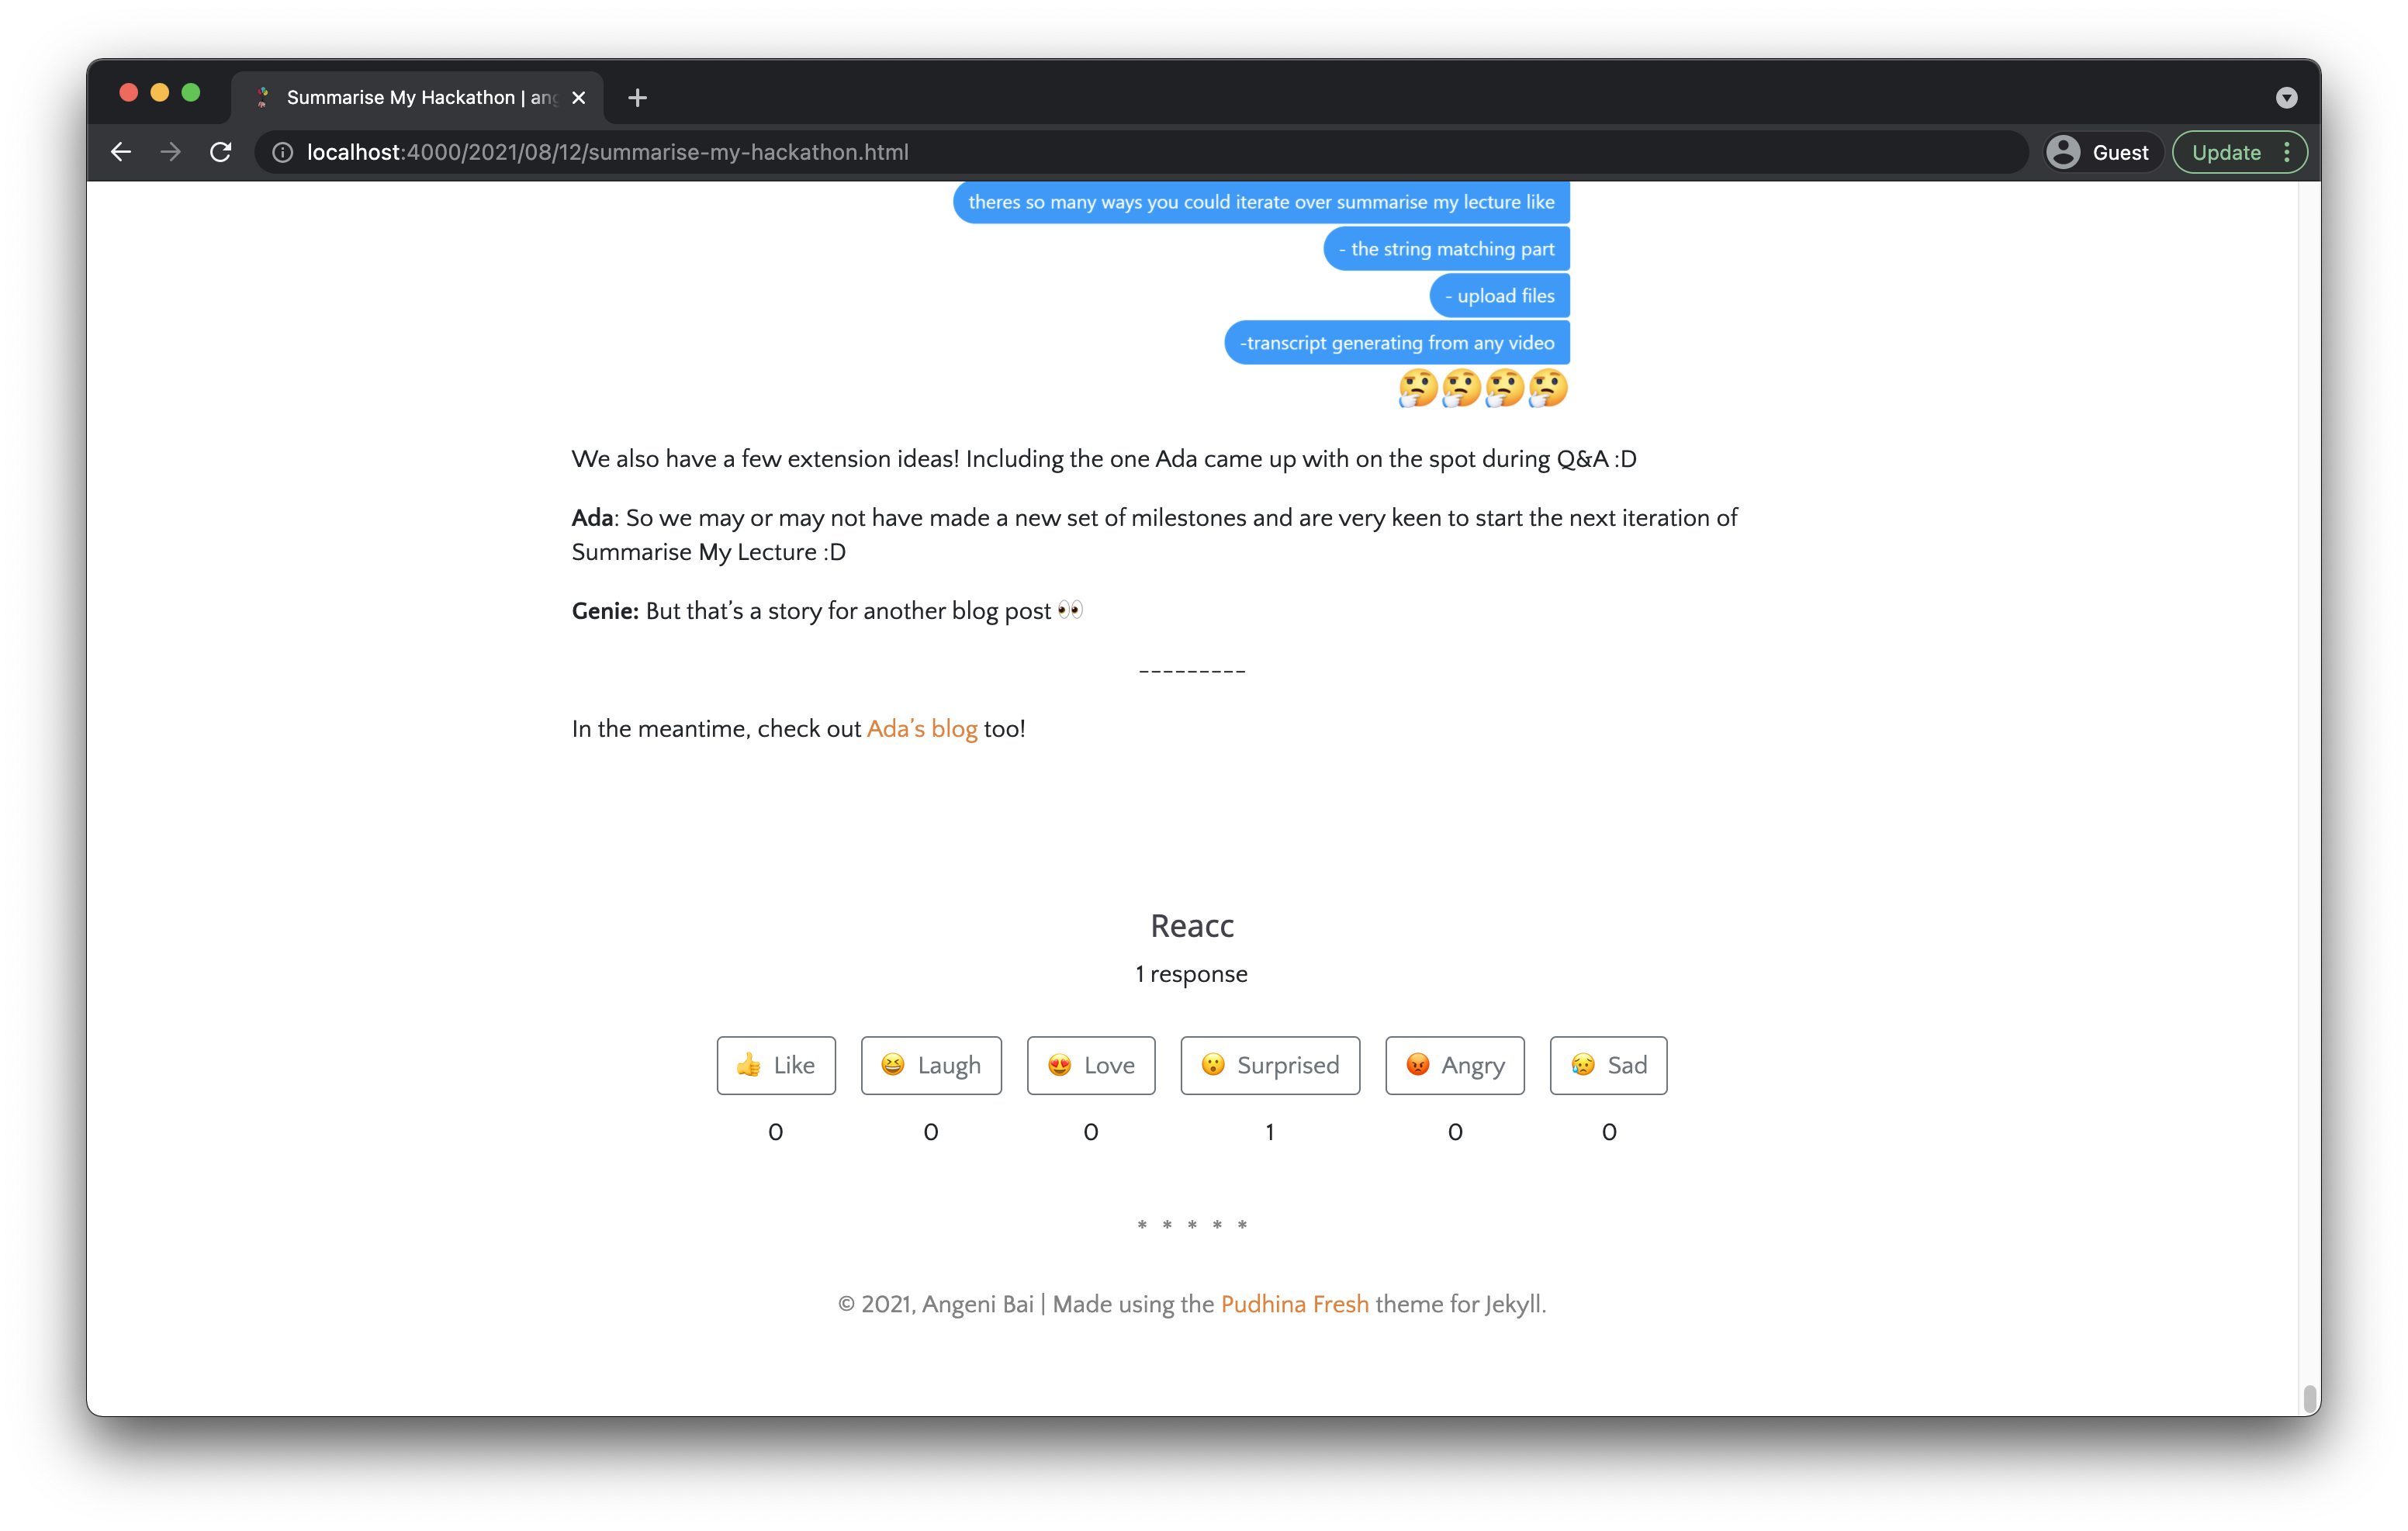 Summarise My Hackathon | ang
localhost:4000/2021/08/12/summarise-my-hackathon.html
Guest
Update
theres so many ways you could iterate over summarise my lecture like
- the string matching part
- upload files
-transcript generating from any video
🤔🤔🤔🤔
We also have a few extension ideas! Including the one Ada came up with on the spot during Q&A :D
Ada: So we may or may not have made a new set of milestones and are very keen to start the next iteration of
Summarise My Lecture :D
Genie: But that’s a story for another blog post 👀
---------
In the meantime, check out Ada’s blog too!
Reacc
1 response
👍 Like 😆 Laugh 😍 Love 😮 Surprised 😡 Angry 😥 Sad
0 0 0 1 0 0
* * * * *
© 2021, Angeni Bai | Made using the Pudhina Fresh theme for Jekyll.